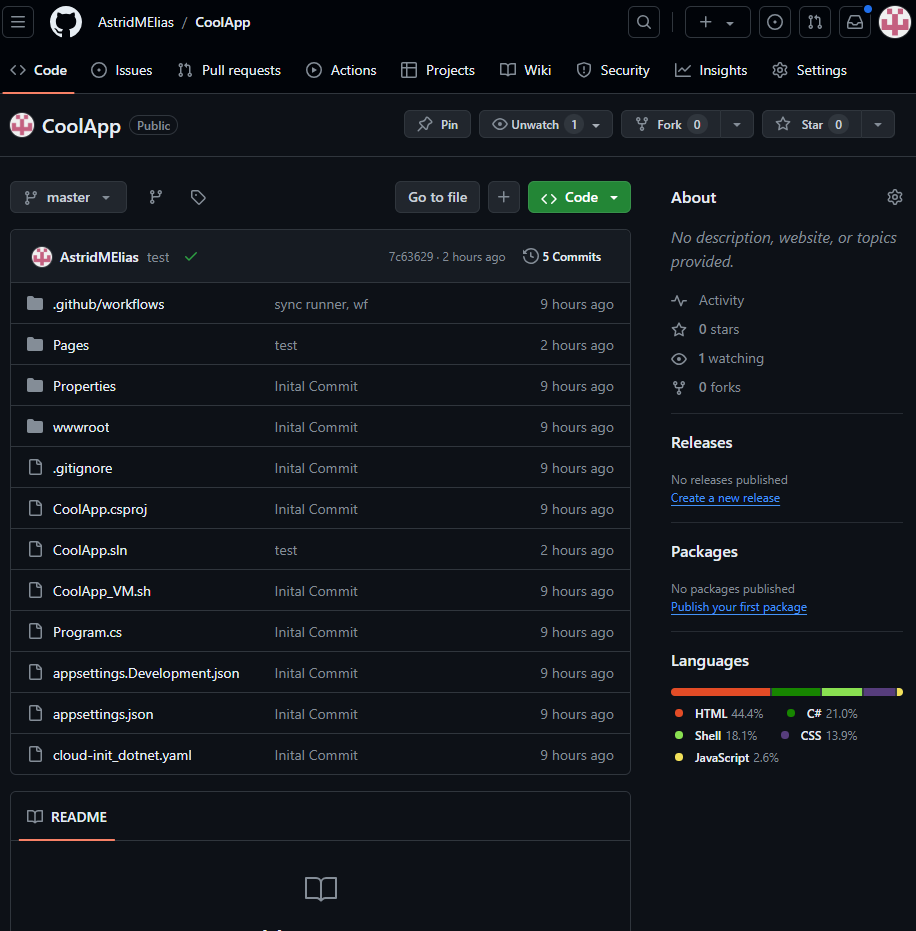 AstridMElias / CoolApp
Code Issues Pull requests Actions Projects Wiki Security Insights Settings
CoolApp Public Pin Unwatch 1 Fork 0 Star 0
master Go to file Code
AstridMElias test 7c63629 · 2 hours ago 5 Commits
.github/workflows sync runner, wf 9 hours ago
Pages test 2 hours ago
Properties Inital Commit 9 hours ago
wwwroot Inital Commit 9 hours ago
.gitignore Inital Commit 9 hours ago
CoolApp.csproj Inital Commit 9 hours ago
CoolApp.sln test 2 hours ago
CoolApp_VM.sh Inital Commit 9 hours ago
Program.cs Inital Commit 9 hours ago
appsettings.Development.json Inital Commit 9 hours ago
appsettings.json Inital Commit 9 hours ago
cloud-init_dotnet.yaml Inital Commit 9 hours ago
README
About
No description, website, or topics
provided.
Activity
0 stars
1 watching
0 forks
Releases
No releases published
Create a new release
Packages
No packages published
Publish your first package
Languages
HTML 44.4% C# 21.0%
Shell 18.1% CSS 13.9%
JavaScript 2.6%